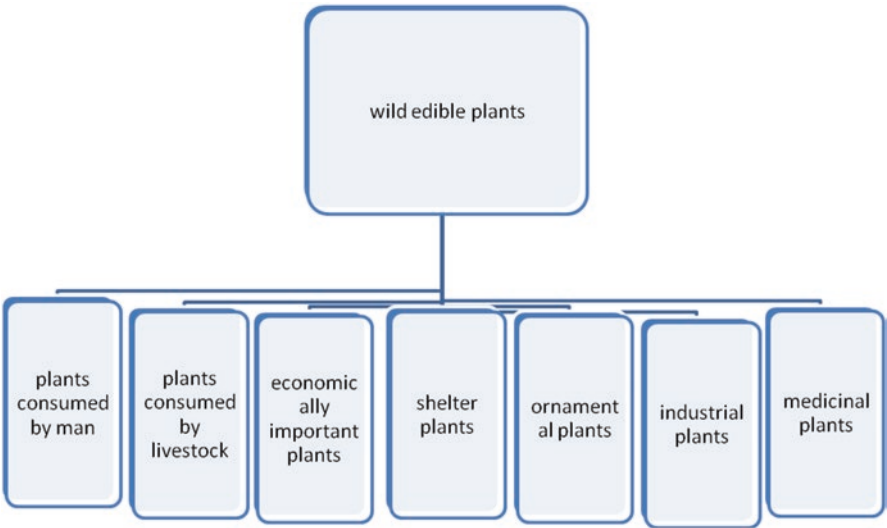 wild edible plants
plants
consumed
by man
plants
consumed
by
livestock
economic
ally
important
plants
shelter
plants
ornament
al plants
industrial
plants
medicinal
plants